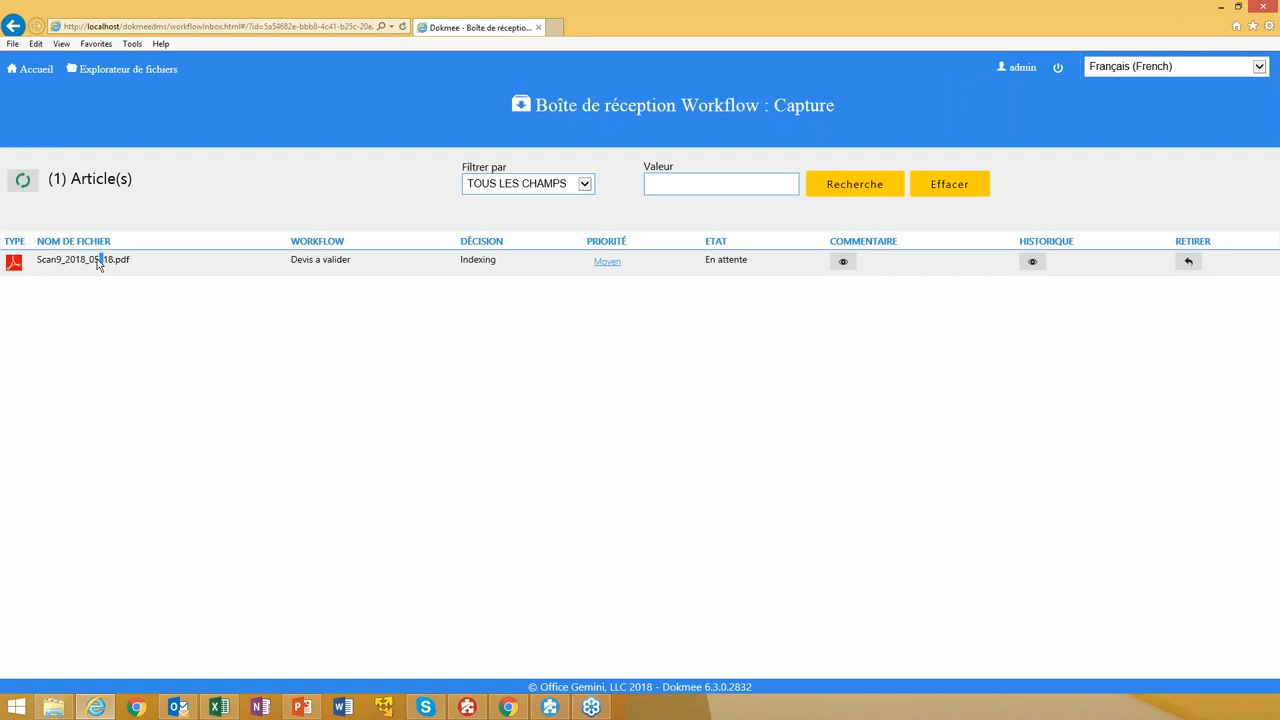 http://localhost/dokmeedms/workflowInbox.html#/?id=5a54682e-bbb8-4c41-b25c-20e
Dokmee - Boîte de réceptio...
File Edit View Favorites Tools Help
Accueil Explorateur de fichiers
admin
Français (French)
Boîte de réception Workflow : Capture
(1) Article(s)
Filtrer par
TOUS LES CHAMPS
Valeur
Recherche
Effacer
TYPE NOM DE FICHIER WORKFLOW DÉCISION PRIORITÉ ETAT COMMENTAIRE HISTORIQUE RETIRER
Scan9_2018_05_18.pdf Devis a valider Indexing Moyen En attente
© Office Gemini, LLC 2018 - Dokmee 6.3.0.2832